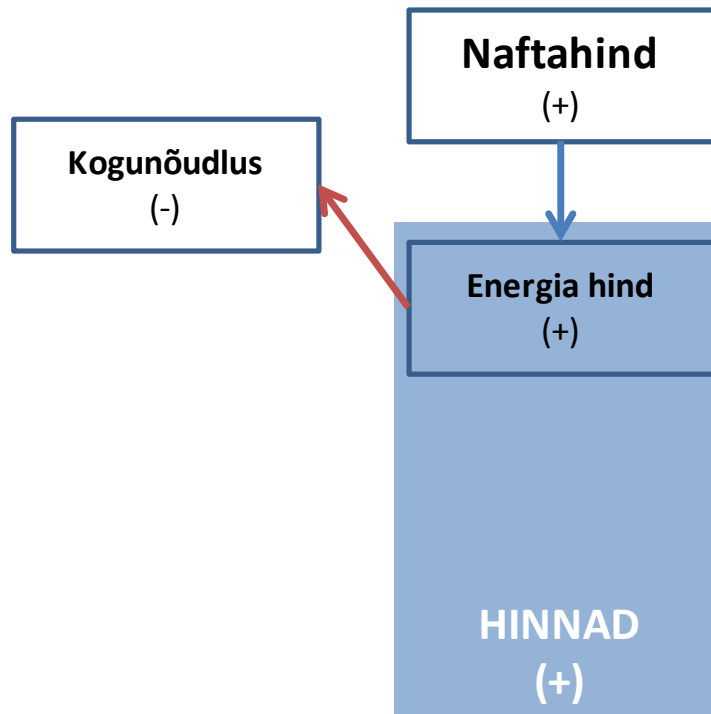 Naftahind
(+)
Kogunõudlus
(-)
Energia hind
(+)
HINNAD
(+)